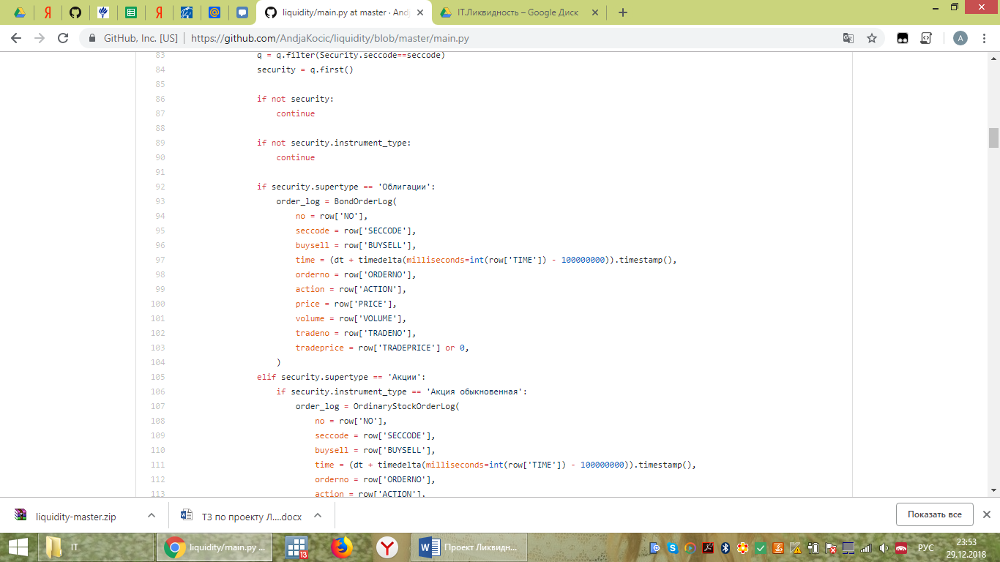 liquidity/main.py at master · And
IT.Ликвидность – Google Диск
GitHub, Inc. [US] | https://github.com/AndjaKocic/liquidity/blob/master/main.py
83 q = q.filter(Security.seccode==seccode)
84 security = q.first()
85
86 if not security:
87 continue
88
89 if not security.instrument_type:
90 continue
91
92 if security.supertype == 'Облигации':
93 order_log = BondOrderLog(
94 no = row['NO'],
95 seccode = row['SECCODE'],
96 buysell = row['BUYSELL'],
97 time = (dt + timedelta(milliseconds=int(row['TIME']) - 100000000)).timestamp(),
98 orderno = row['ORDERNO'],
99 action = row['ACTION'],
100 price = row['PRICE'],
101 volume = row['VOLUME'],
102 tradeno = row['TRADENO'],
103 tradeprice = row['TRADEPRICE'] or 0,
104 )
105 elif security.supertype == 'Акции':
106 if security.instrument_type == 'Акция обыкновенная':
107 order_log = OrdinaryStockOrderLog(
108 no = row['NO'],
109 seccode = row['SECCODE'],
110 buysell = row['BUYSELL'],
111 time = (dt + timedelta(milliseconds=int(row['TIME']) - 100000000)).timestamp(),
112 orderno = row['ORDERNO'],
113 action = row['ACTION'],
liquidity-master.zip
ТЗ по проекту Л....docx
Показать все
IT
liquidity/main.py ...
13
Проект Ликвидн...
РУС
23:53
29.12.2018